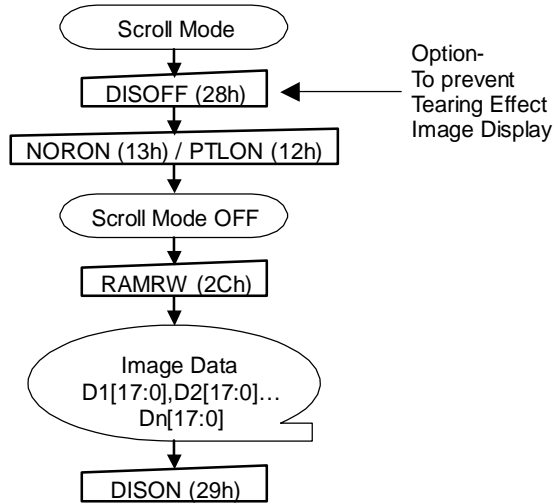 Scroll Mode
Option-
To prevent
Tearing Effect
Image Display
DISOFF (28h)
NORON (13h) / PTLON (12h)
Scroll Mode OFF
RAMRW (2Ch)
Image Data
D1[17:0],D2[17:0]…
Dn[17:0]
DISON (29h)